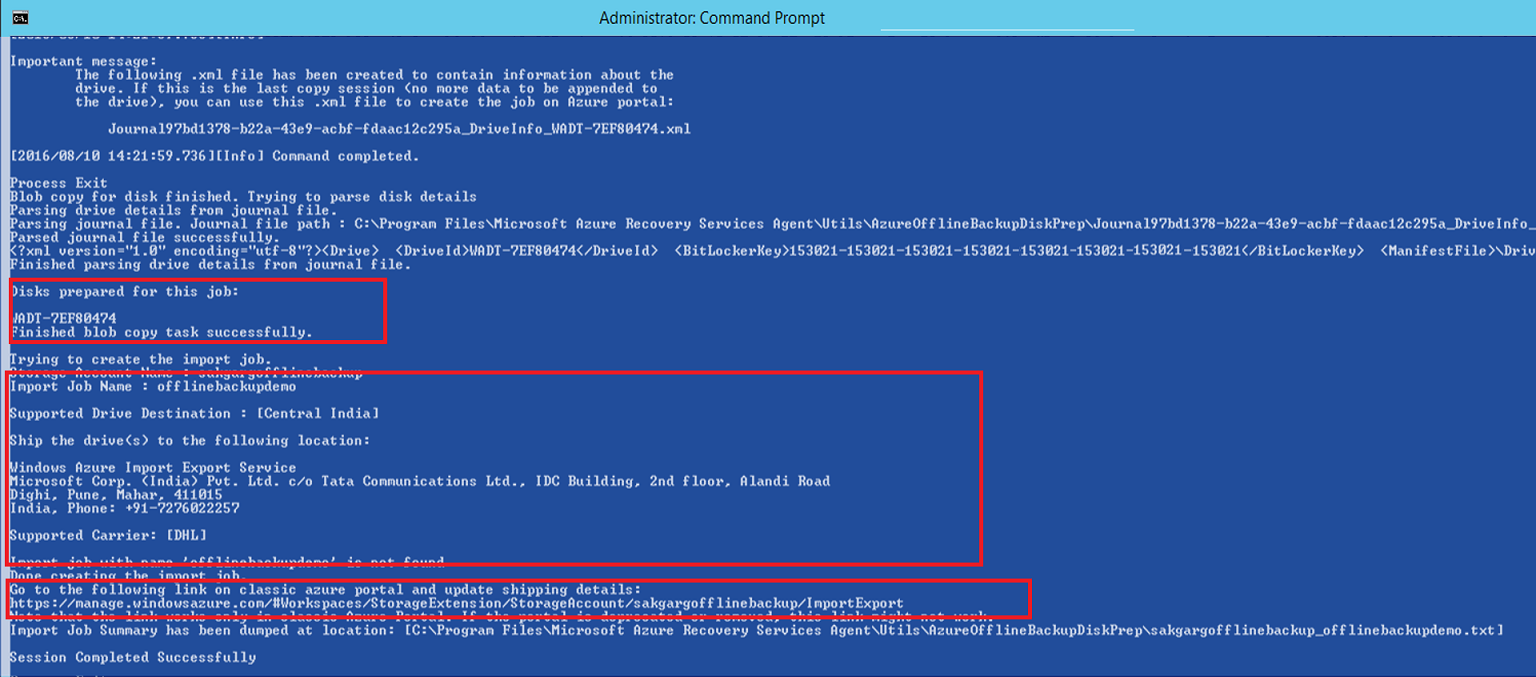 Administrator: Command Prompt
Important message:
The following .xml file has been created to contain information about the
drive. If this is the last copy session (no more data to be appended to
the drive), you can use this .xml file to create the job on Azure portal:
Journal97bd1378-b22a-43e9-acbf-fdaac12c295a_DriveInfo_WADT-7EF80474.xml
[2016/08/10 14:21:59.736][Info] Command completed.
Process Exit
Blob copy for disk finished. Trying to parse disk details
Parsing drive details from journal file.
Parsing journal file. Journal file path : C:\Program Files\Microsoft Azure Recovery Services Agent\Utils\AzureOfflineBackupDiskPrep\Journal97bd1378-b22a-43e9-acbf-fdaac12c295a_DriveInfo_
Parsed journal file successfully.
<?xml version="1.0" encoding="utf-8"?><Drive>  <DriveId>WADT-7EF80474</DriveId>  <BitLockerKey>153021-153021-153021-153021-153021-153021-153021-153021</BitLockerKey>  <ManifestFile>\Driv
Finished parsing drive details from journal file.
Disks prepared for this job:
WADT-7EF80474
Finished blob copy task successfully.
Trying to create the import job.
Storage Account Name : sakgargofflinebackup
Import Job Name : offlinebackupdemo
Supported Drive Destination : [Central India]
Ship the drive(s) to the following location:
Windows Azure Import Export Service
Microsoft Corp. (India) Pvt. Ltd. c/o Tata Communications Ltd., IDC Building, 2nd floor, Alandi Road
Dighi, Pune, Mahar, 411015
India, Phone: +91-7276022257
Supported Carrier: [DHL]
Import job with name 'offlinebackupdemo' is not found
Done creating the import job.
Go to the following link on classic azure portal and update shipping details:
https://manage.windowsazure.com/#Workspaces/StorageExtension/StorageAccount/sakgargofflinebackup/ImportExport
Note that the link works only in classic Azure Portal. If the portal is deprecated or removed, this link might not work.
Import Job Summary has been dumped at location: [C:\Program Files\Microsoft Azure Recovery Services Agent\Utils\AzureOfflineBackupDiskPrep\sakgargofflinebackup_offlinebackupdemo.txt]
Session Completed Successfully